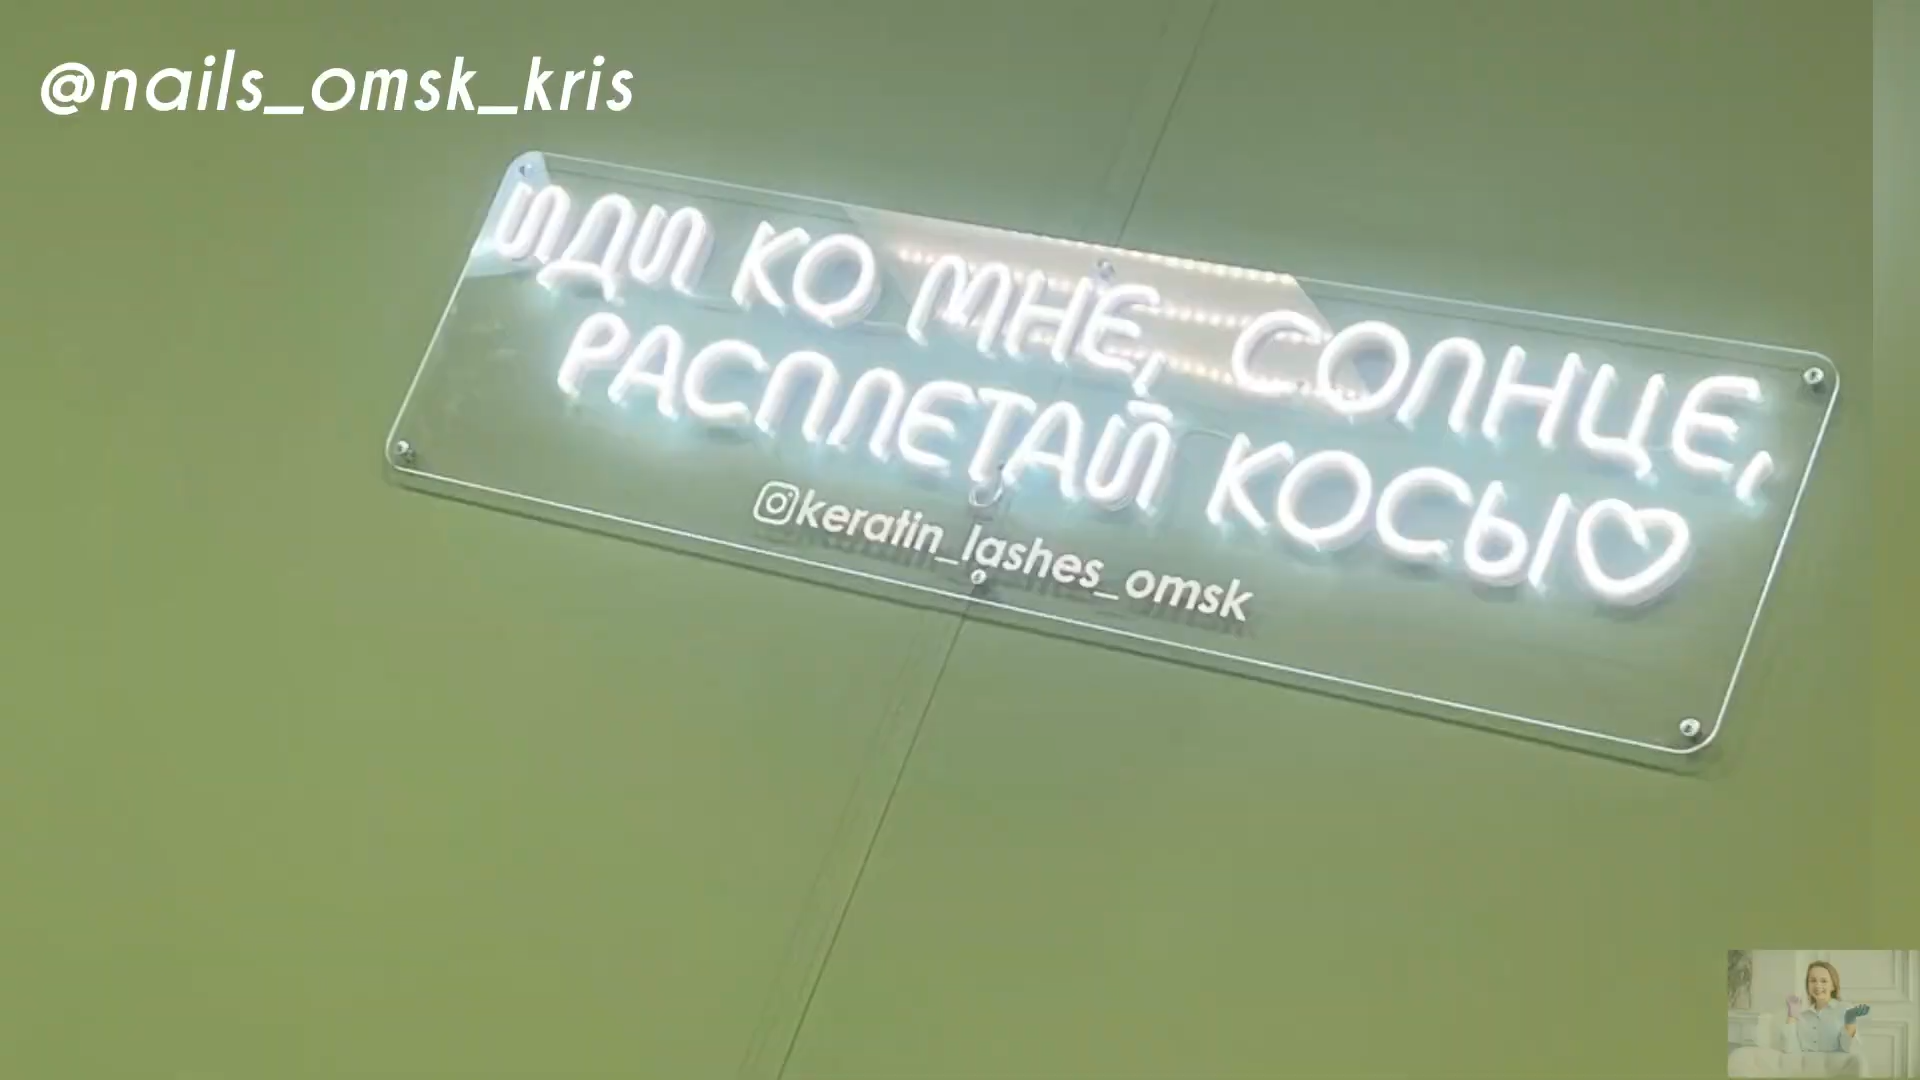 @nails_omsk_kris
ИДИ КО МНЕ, СОЛНЦЕ,
РАСПЛЕТАЙ КОСЫ♡
keratin_lashes_omsk